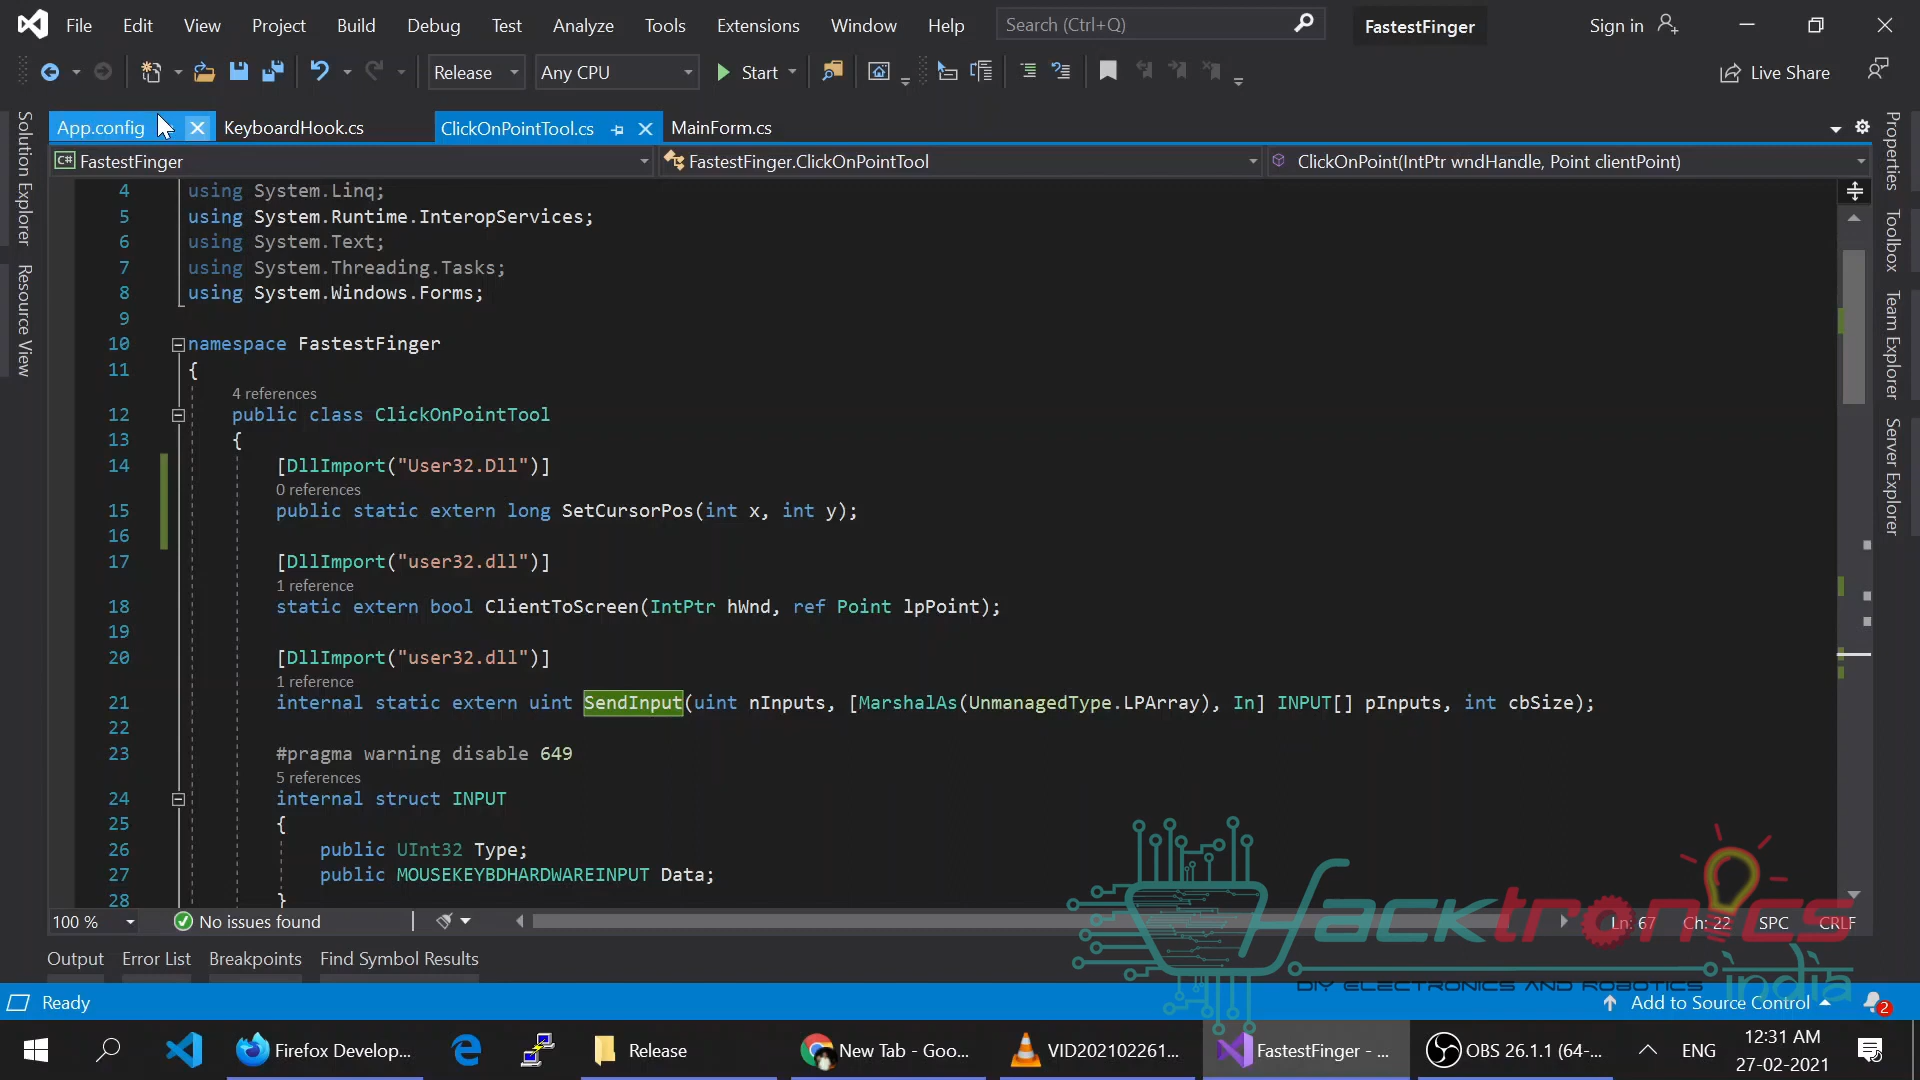 File Edit View Project Build Debug Test Analyze Tools Extensions Window Help Search (Ctrl+Q) FastestFinger Sign in
Release Any CPU Start Live Share
App.config KeyboardHook.cs ClickOnPointTool.cs MainForm.cs
C# FastestFinger FastestFinger.ClickOnPointTool ClickOnPoint(IntPtr wndHandle, Point clientPoint)
Solution Explorer
Resource View
Properties
Toolbox
Team Explorer
Server Explorer
4 using System.Linq;
5 using System.Runtime.InteropServices;
6 using System.Text;
7 using System.Threading.Tasks;
8 using System.Windows.Forms;
9
10 namespace FastestFinger
11 {
4 references
12 public class ClickOnPointTool
13 {
14 [DllImport("User32.Dll")]
0 references
15 public static extern long SetCursorPos(int x, int y);
16
17 [DllImport("user32.dll")]
1 reference
18 static extern bool ClientToScreen(IntPtr hWnd, ref Point lpPoint);
19
20 [DllImport("user32.dll")]
1 reference
21 internal static extern uint SendInput(uint nInputs, [MarshalAs(UnmanagedType.LPArray), In] INPUT[] pInputs, int cbSize);
22
23 #pragma warning disable 649
5 references
24 internal struct INPUT
25 {
26 public UInt32 Type;
27 public MOUSEKEYBDHARDWAREINPUT Data;
28 }
100 % No issues found Ln: 67 Ch: 22 SPC CRLF
Hacktronics
india
DIY ELECTRONICS AND ROBOTICS
Output Error List Breakpoints Find Symbol Results
Ready Add to Source Control 2
Firefox Develop... Release New Tab - Goo... VID202102261... FastestFinger - ... OBS 26.1.1 (64-... ENG 12:31 AM
27-02-2021